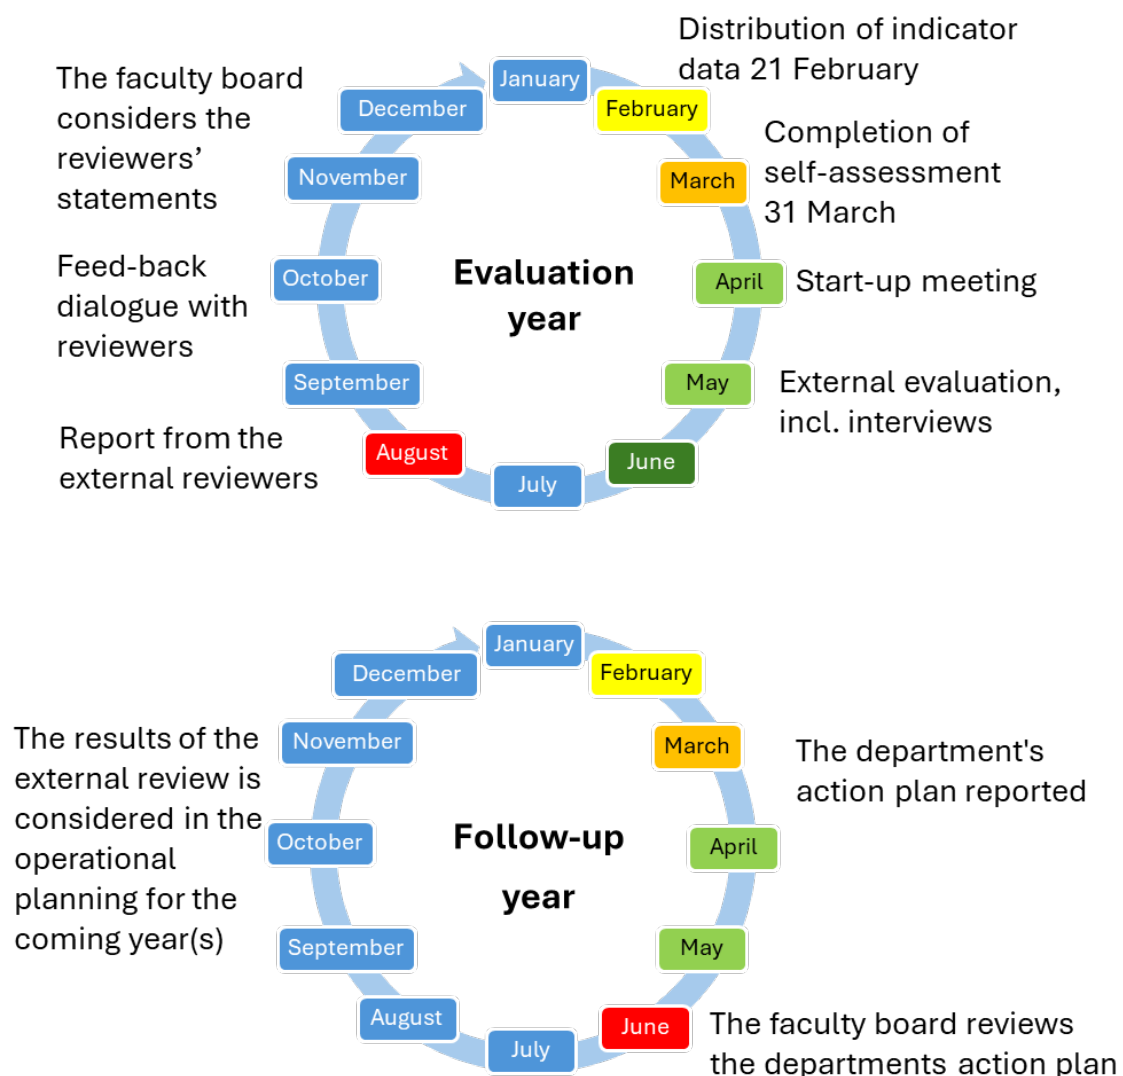 Distribution of indicator
data 21 February
The faculty board
considers the
reviewers’
statements
January
December
February
Completion of
self-assessment
31 March
November
March
Feed-back
dialogue with
reviewers
October
Evaluation
year
April
Start-up meeting
September
May
External evaluation,
incl. interviews
Report from the
external reviewers
August
June
July
January
December
February
The results of the
external review is
considered in the
operational
planning for the
coming year(s)
November
March
The department's
action plan reported
October
Follow-up
year
April
September
May
August
June
July
The faculty board reviews
the departments action plan